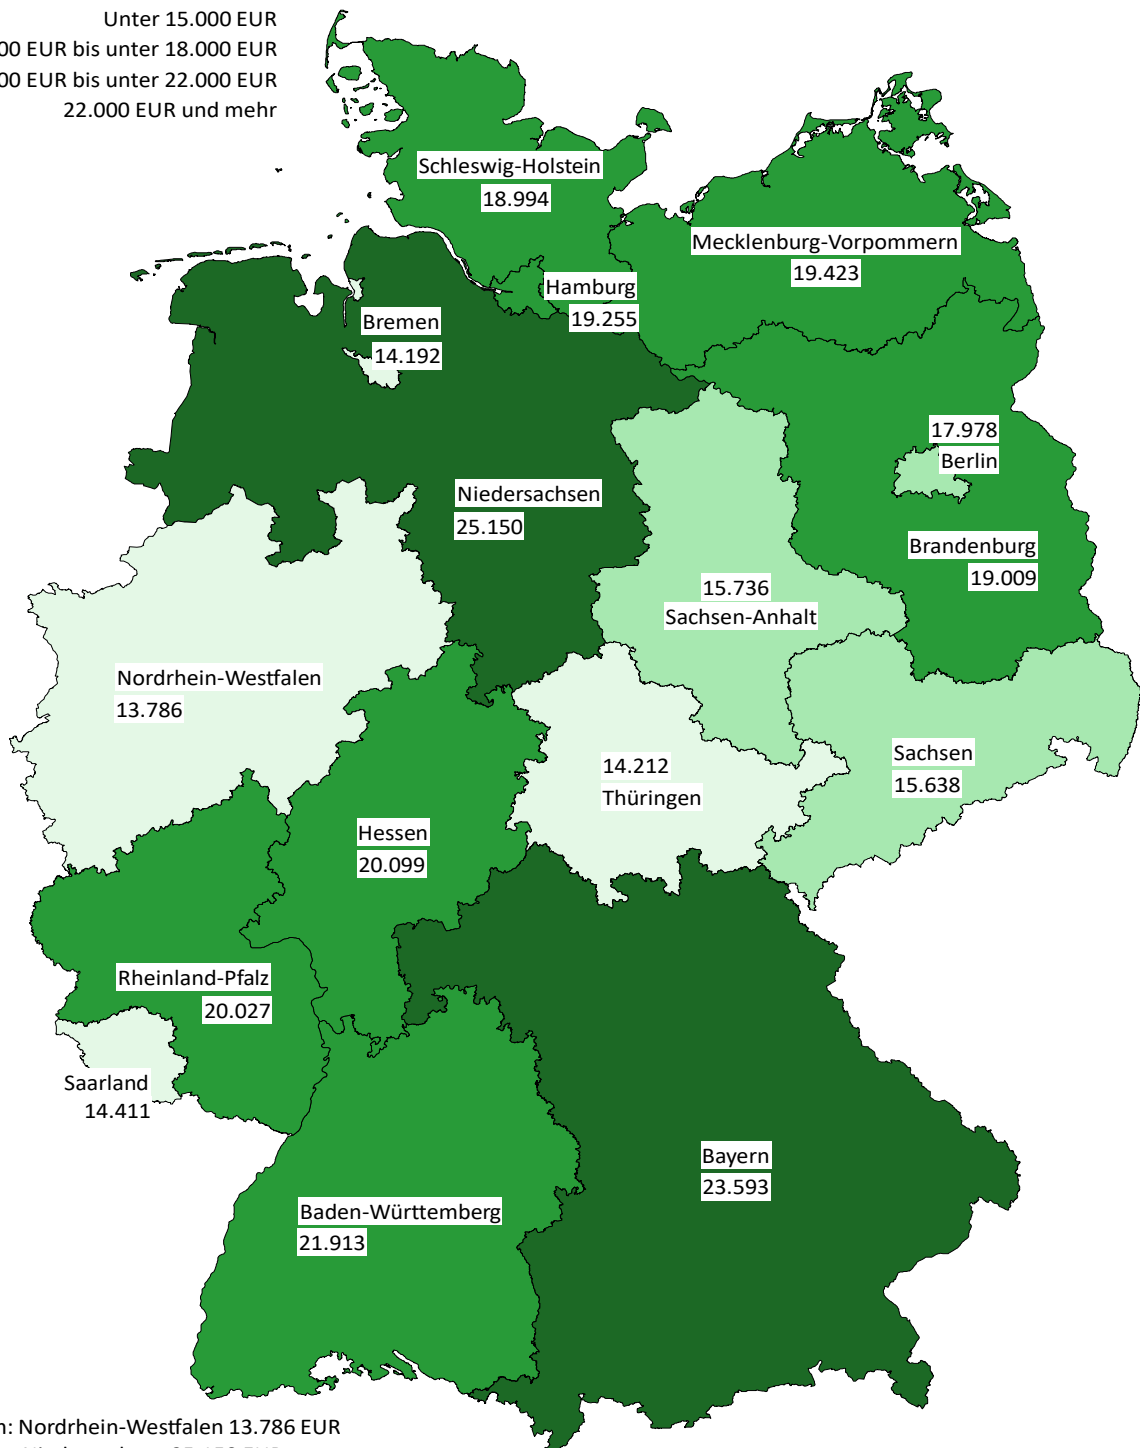 Unter 15.000 EUR
00 EUR bis unter 18.000 EUR
00 EUR bis unter 22.000 EUR
22.000 EUR und mehr
Schleswig-Holstein
18.994
Mecklenburg-Vorpommern
19.423
Hamburg
19.255
Bremen
14.192
17.978
Berlin
Niedersachsen
25.150
Brandenburg
19.009
15.736
Sachsen-Anhalt
Nordrhein-Westfalen
13.786
Sachsen
15.638
14.212
Thüringen
Hessen
20.099
Rheinland-Pfalz
20.027
Saarland
14.411
Bayern
23.593
Baden-Württemberg
21.913
n: Nordrhein-Westfalen 13.786 EUR